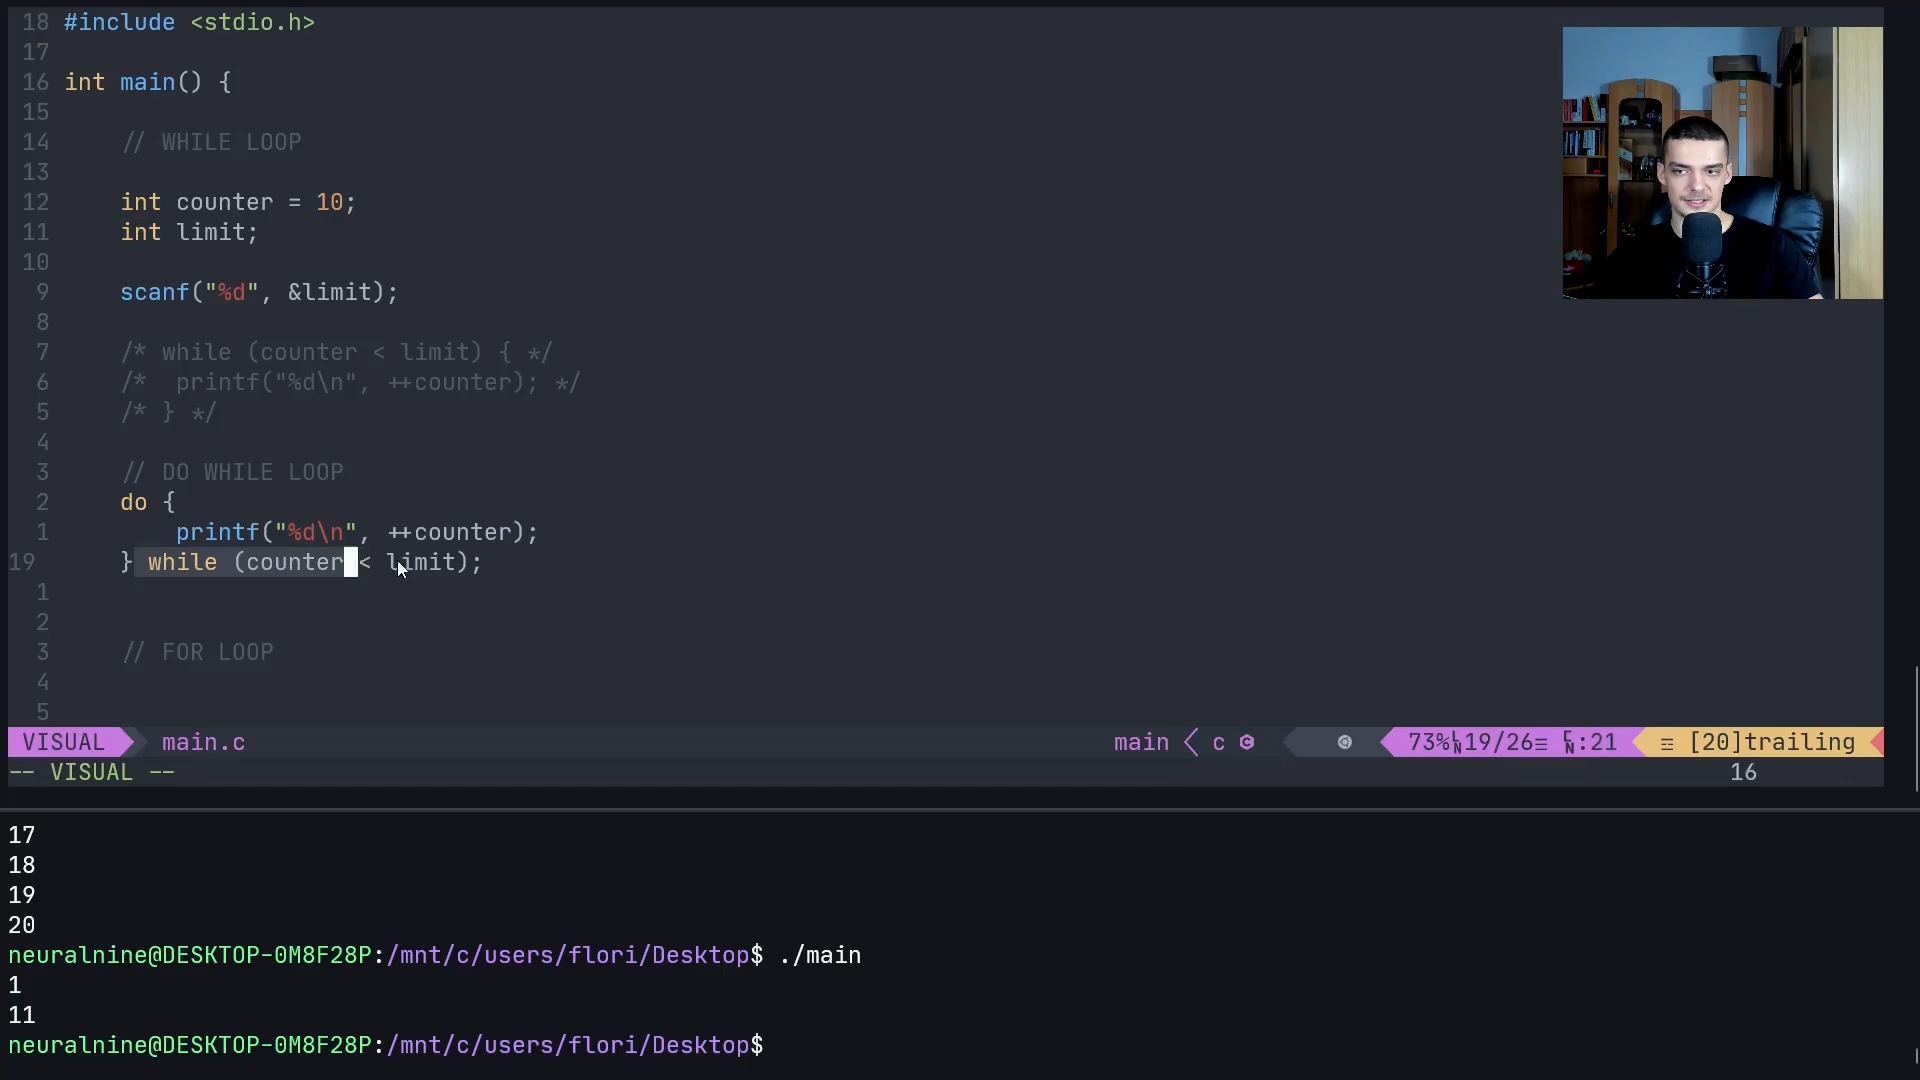 18 #include <stdio.h>
17
16 int main() {
15
14 // WHILE LOOP
13
12 int counter = 10;
11 int limit;
10
9 scanf("%d", &limit);
8
7 /* while (counter < limit) { */
6 /*  printf("%d\n", ++counter); */
5 /* } */
4
3 // DO WHILE LOOP
2 do {
1 printf("%d\n", ++counter);
19 } while (counter < limit);
1
2
3 // FOR LOOP
4
5
VISUAL main.c main c 73% LN 19/26≡ CN:21 ☰ [20]trailing
-- VISUAL -- 16
17
18
19
20
neuralnine@DESKTOP-0M8F28P:/mnt/c/users/flori/Desktop$ ./main
1
11
neuralnine@DESKTOP-0M8F28P:/mnt/c/users/flori/Desktop$